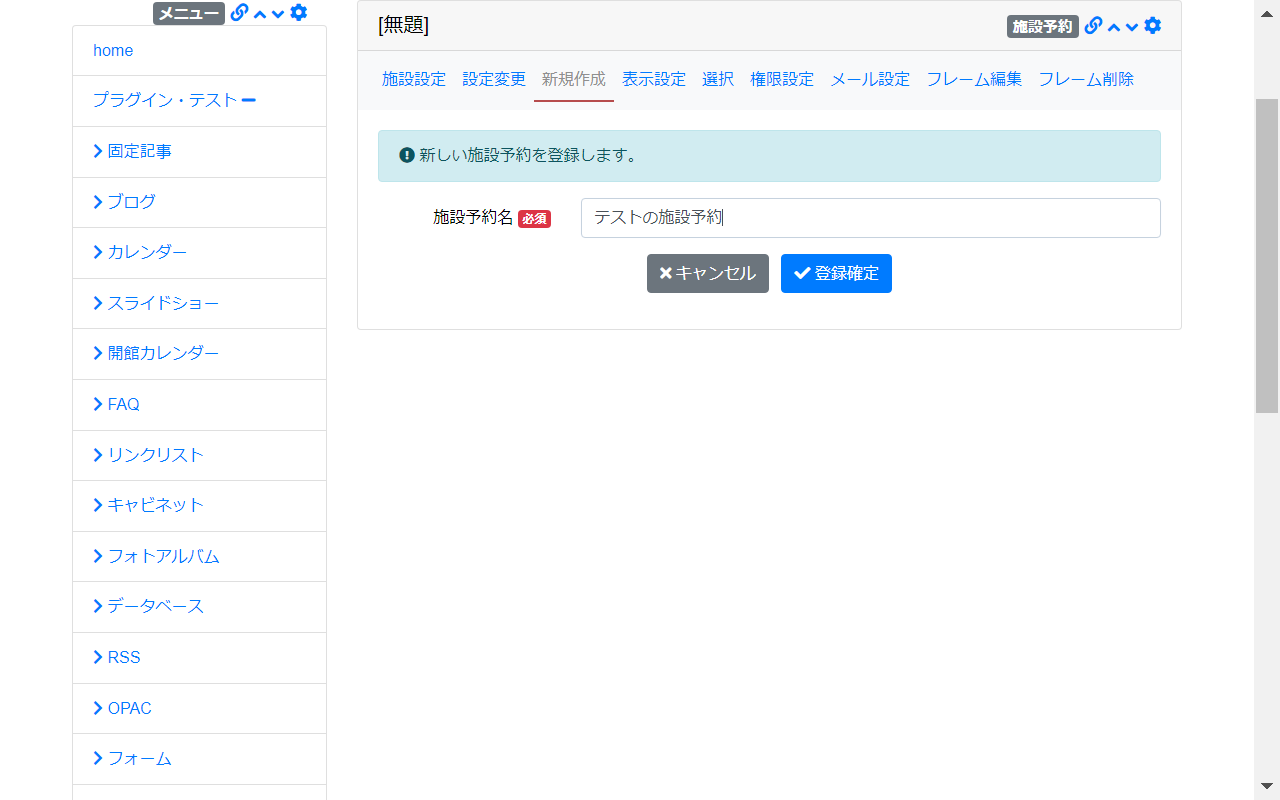 メニュー
home
プラグイン・テスト
固定記事
ブログ
カレンダー
スライドショー
開館カレンダー
FAQ
リンクリスト
キャビネット
フォトアルバム
データベース
RSS
OPAC
フォーム
[無題]
施設予約
施設設定 設定変更 新規作成 表示設定 選択 権限設定 メール設定 フレーム編集 フレーム削除
新しい施設予約を登録します。
施設予約名 必須 テストの施設予約
キャンセル 登録確定